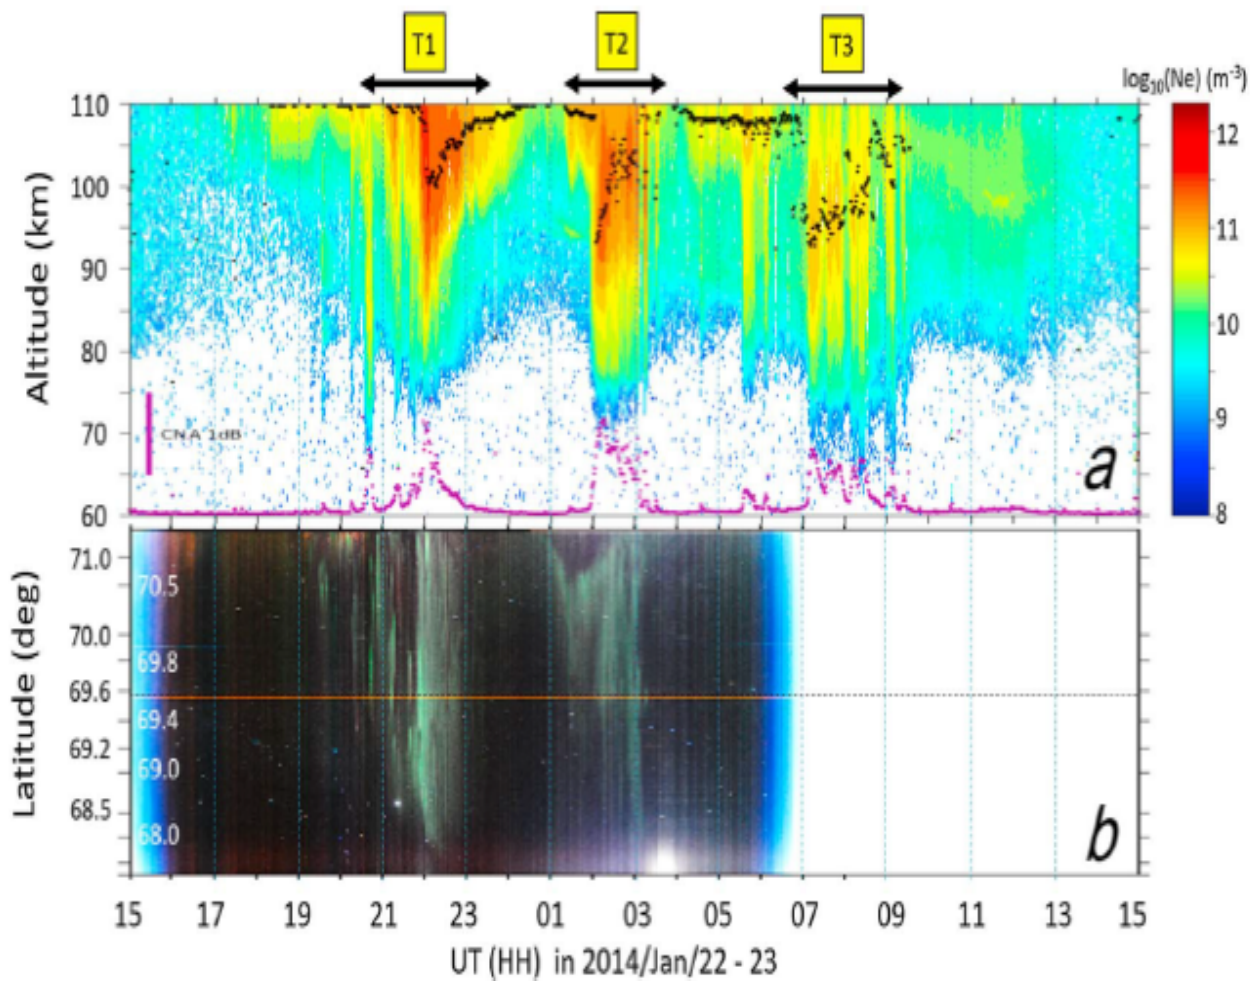 T1 T2 T3
log10(Ne) (m-3)
110
100
90
80
70
60
Altitude (km)
CNA 1dB
a
12
11
10
9
8
71.0
70.0
69.6
69.2
68.5
Latitude (deg)
70.5
69.8
69.4
69.0
68.0
b
15 17 19 21 23 01 03 05 07 09 11 13 15
UT (HH) in 2014/Jan/22 - 23